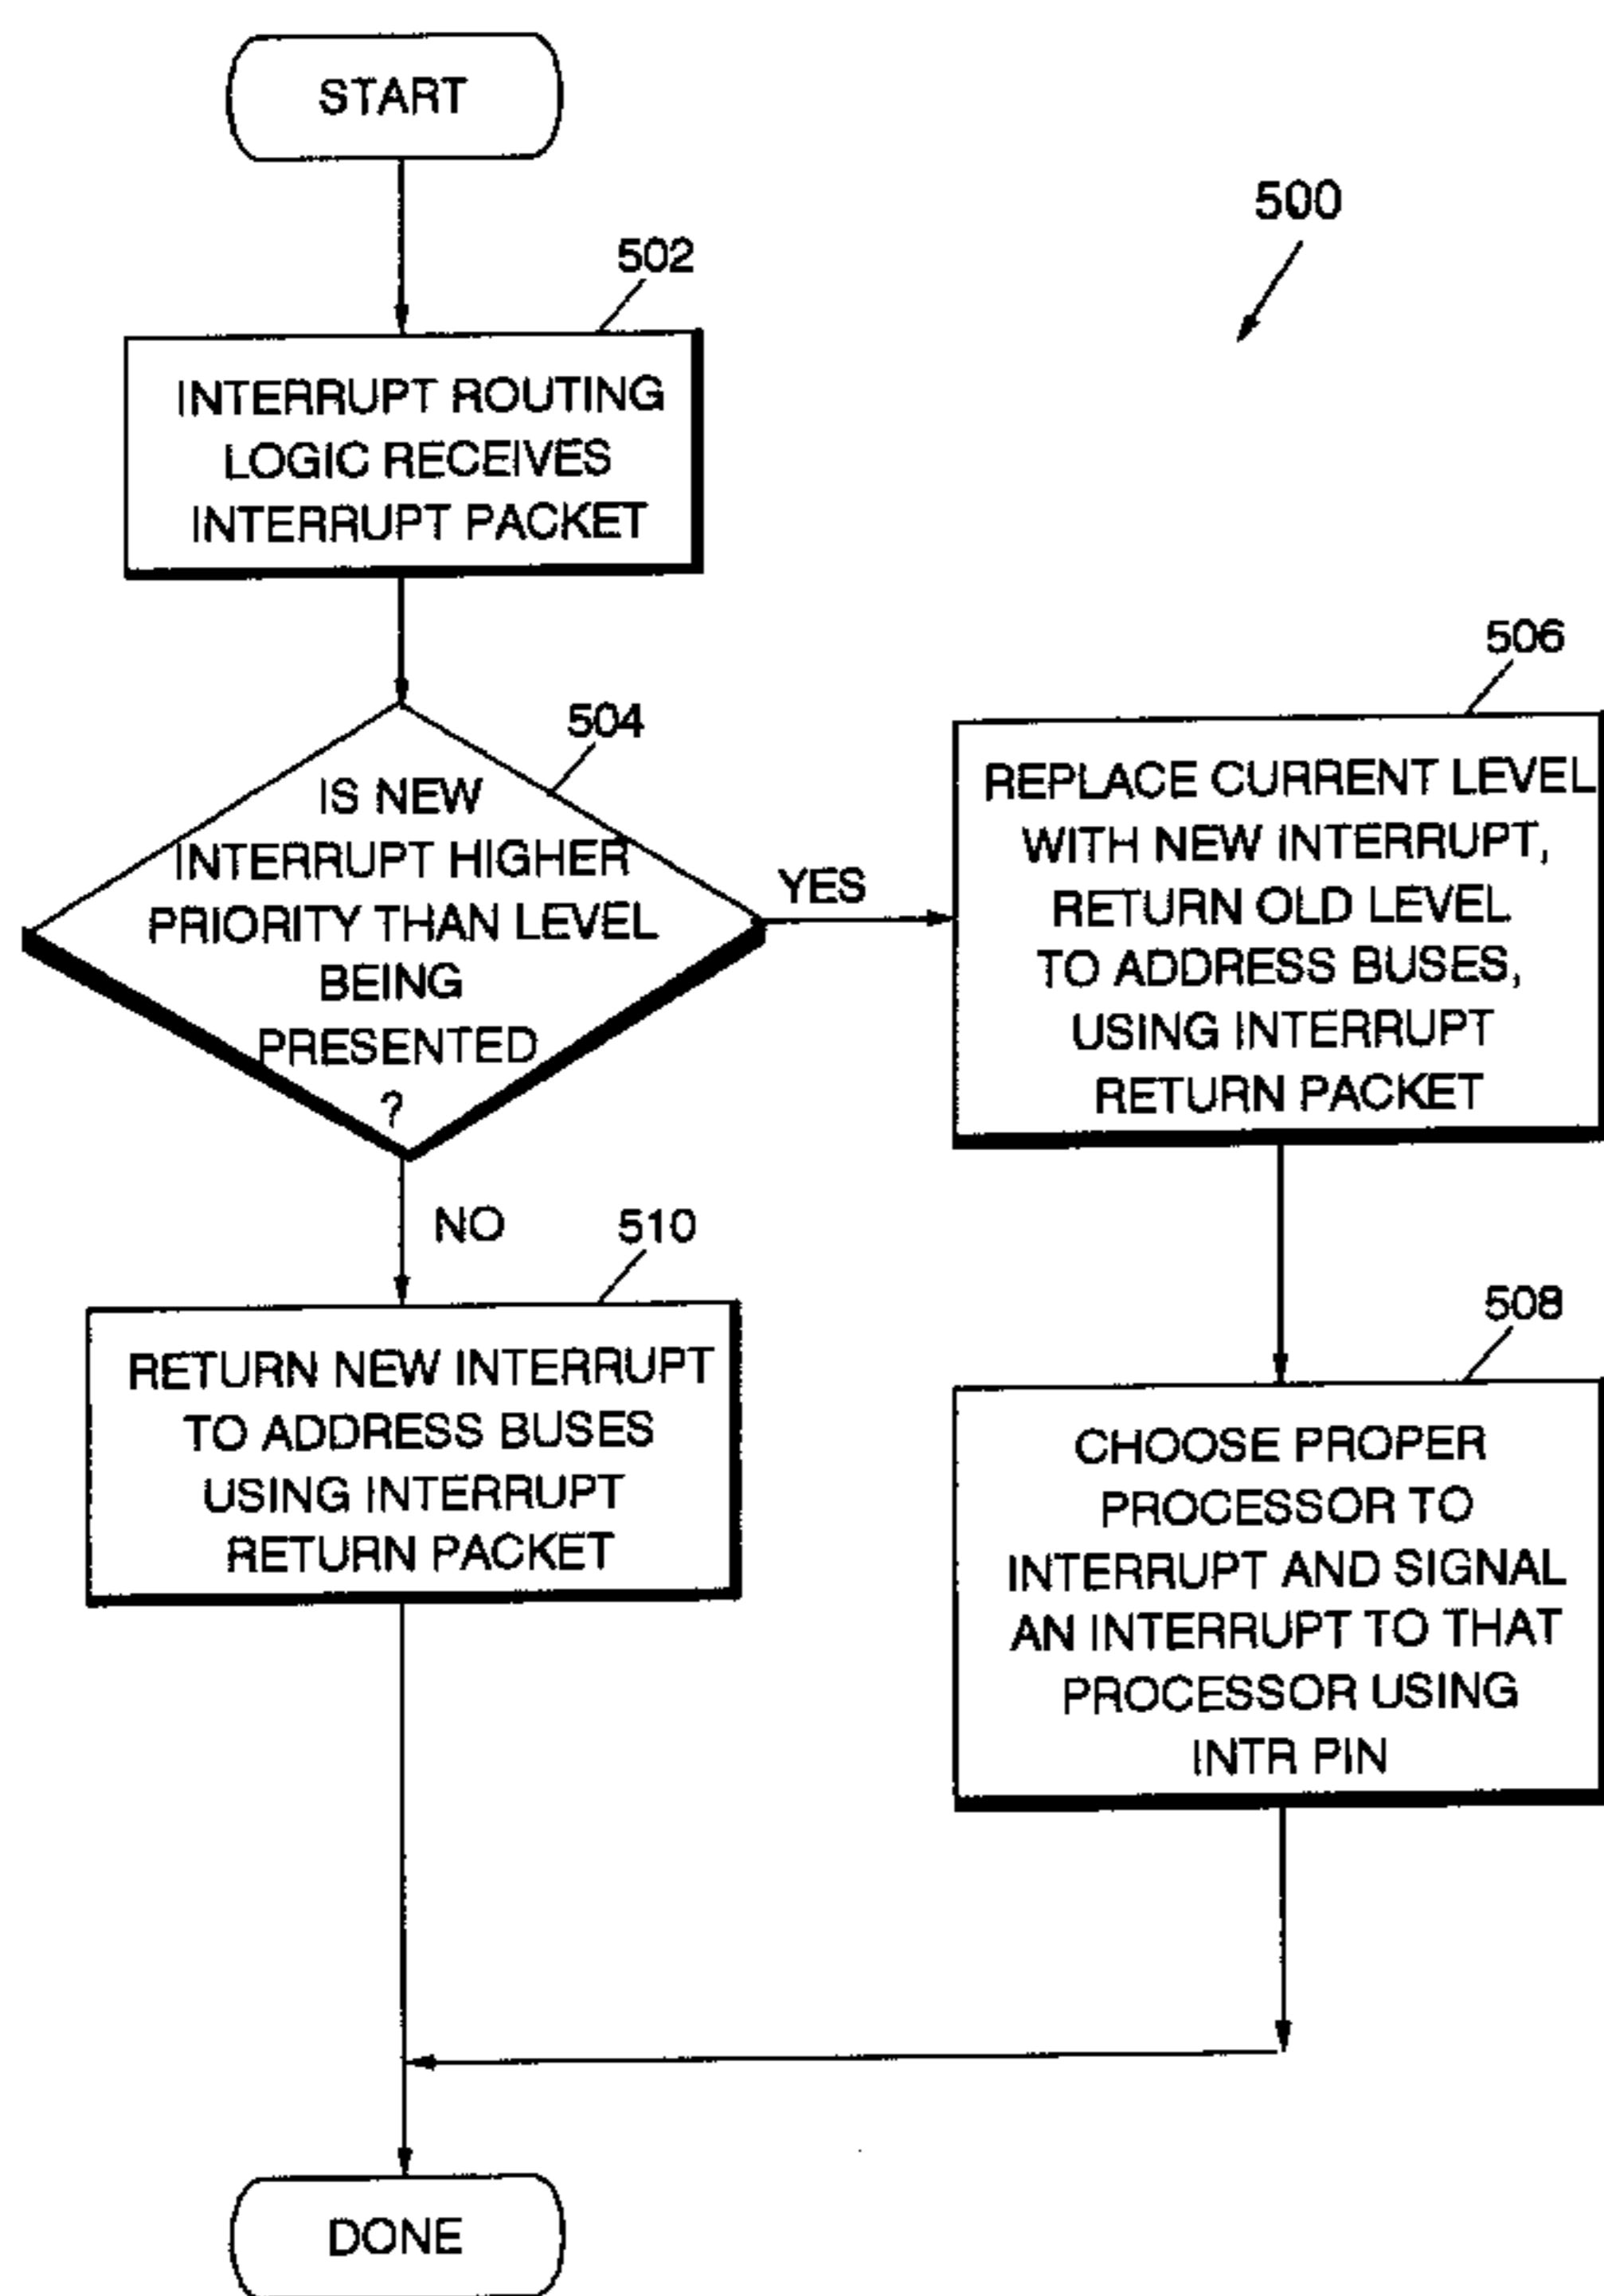 START
500
502
INTERRUPT ROUTING
LOGIC RECEIVES
INTERRUPT PACKET
504
IS NEW
INTERRUPT HIGHER
PRIORITY THAN LEVEL
BEING
PRESENTED
?
YES
506
REPLACE CURRENT LEVEL
WITH NEW INTERRUPT,
RETURN OLD LEVEL
TO ADDRESS BUSES,
USING INTERRUPT
RETURN PACKET
NO
510
RETURN NEW INTERRUPT
TO ADDRESS BUSES
USING INTERRUPT
RETURN PACKET
508
CHOOSE PROPER
PROCESSOR TO
INTERRUPT AND SIGNAL
AN INTERRUPT TO THAT
PROCESSOR USING
INTR PIN
DONE